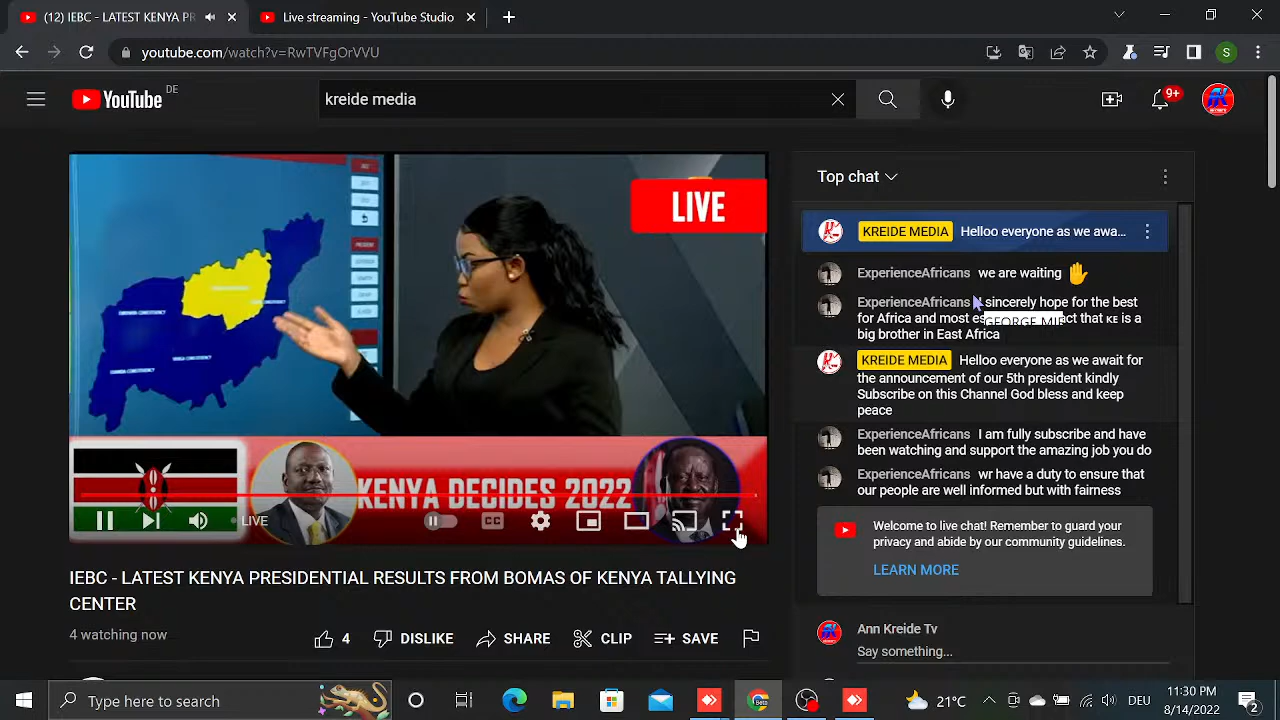 (12) IEBC - LATEST KENYA PR
Live streaming - YouTube Studio
youtube.com/watch?v=RwTVFgOrVVU
S
YouTube DE
kreide media
9+
LIVE
KENYA DECIDES 2022
LIVE
CC
IEBC - LATEST KENYA PRESIDENTIAL RESULTS FROM BOMAS OF KENYA TALLYING
CENTER
4 watching now
4
DISLIKE
SHARE
CLIP
SAVE
Top chat
KREIDE MEDIA Helloo everyone as we awa...
ExperienceAfricans we are waiting
ExperienceAfricans I sincerely hope for the best
for Africa and most act that KE is a
big brother in East Africa
KREIDE MEDIA Helloo everyone as we await for
the announcement of our 5th president kindly
Subscribe on this Channel God bless and keep
peace
ExperienceAfricans I am fully subscribe and have
been watching and support the amazing job you do
ExperienceAfricans wr have a duty to ensure that
our people are well informed but with fairness
Welcome to live chat! Remember to guard your
privacy and abide by our community guidelines.
LEARN MORE
Ann Kreide Tv
Say something...
Type here to search
Beta
21°C
DEU
11:30 PM
8/14/2022
2